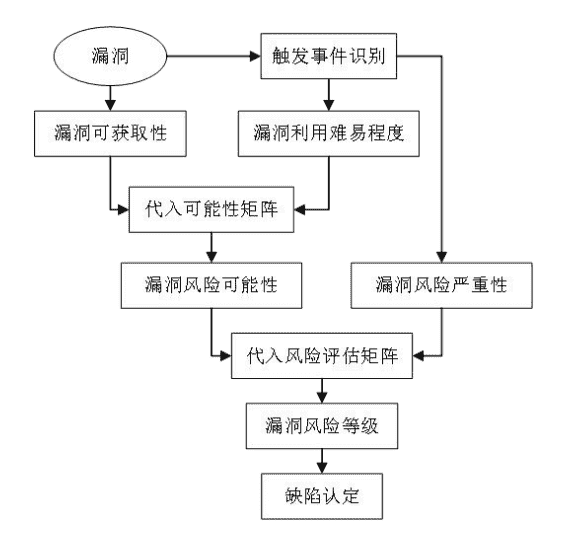 漏洞
触发事件识别
漏洞可获取性
漏洞利用难易程度
代入可能性矩阵
漏洞风险可能性
漏洞风险严重性
代入风险评估矩阵
漏洞风险等级
缺陷认定